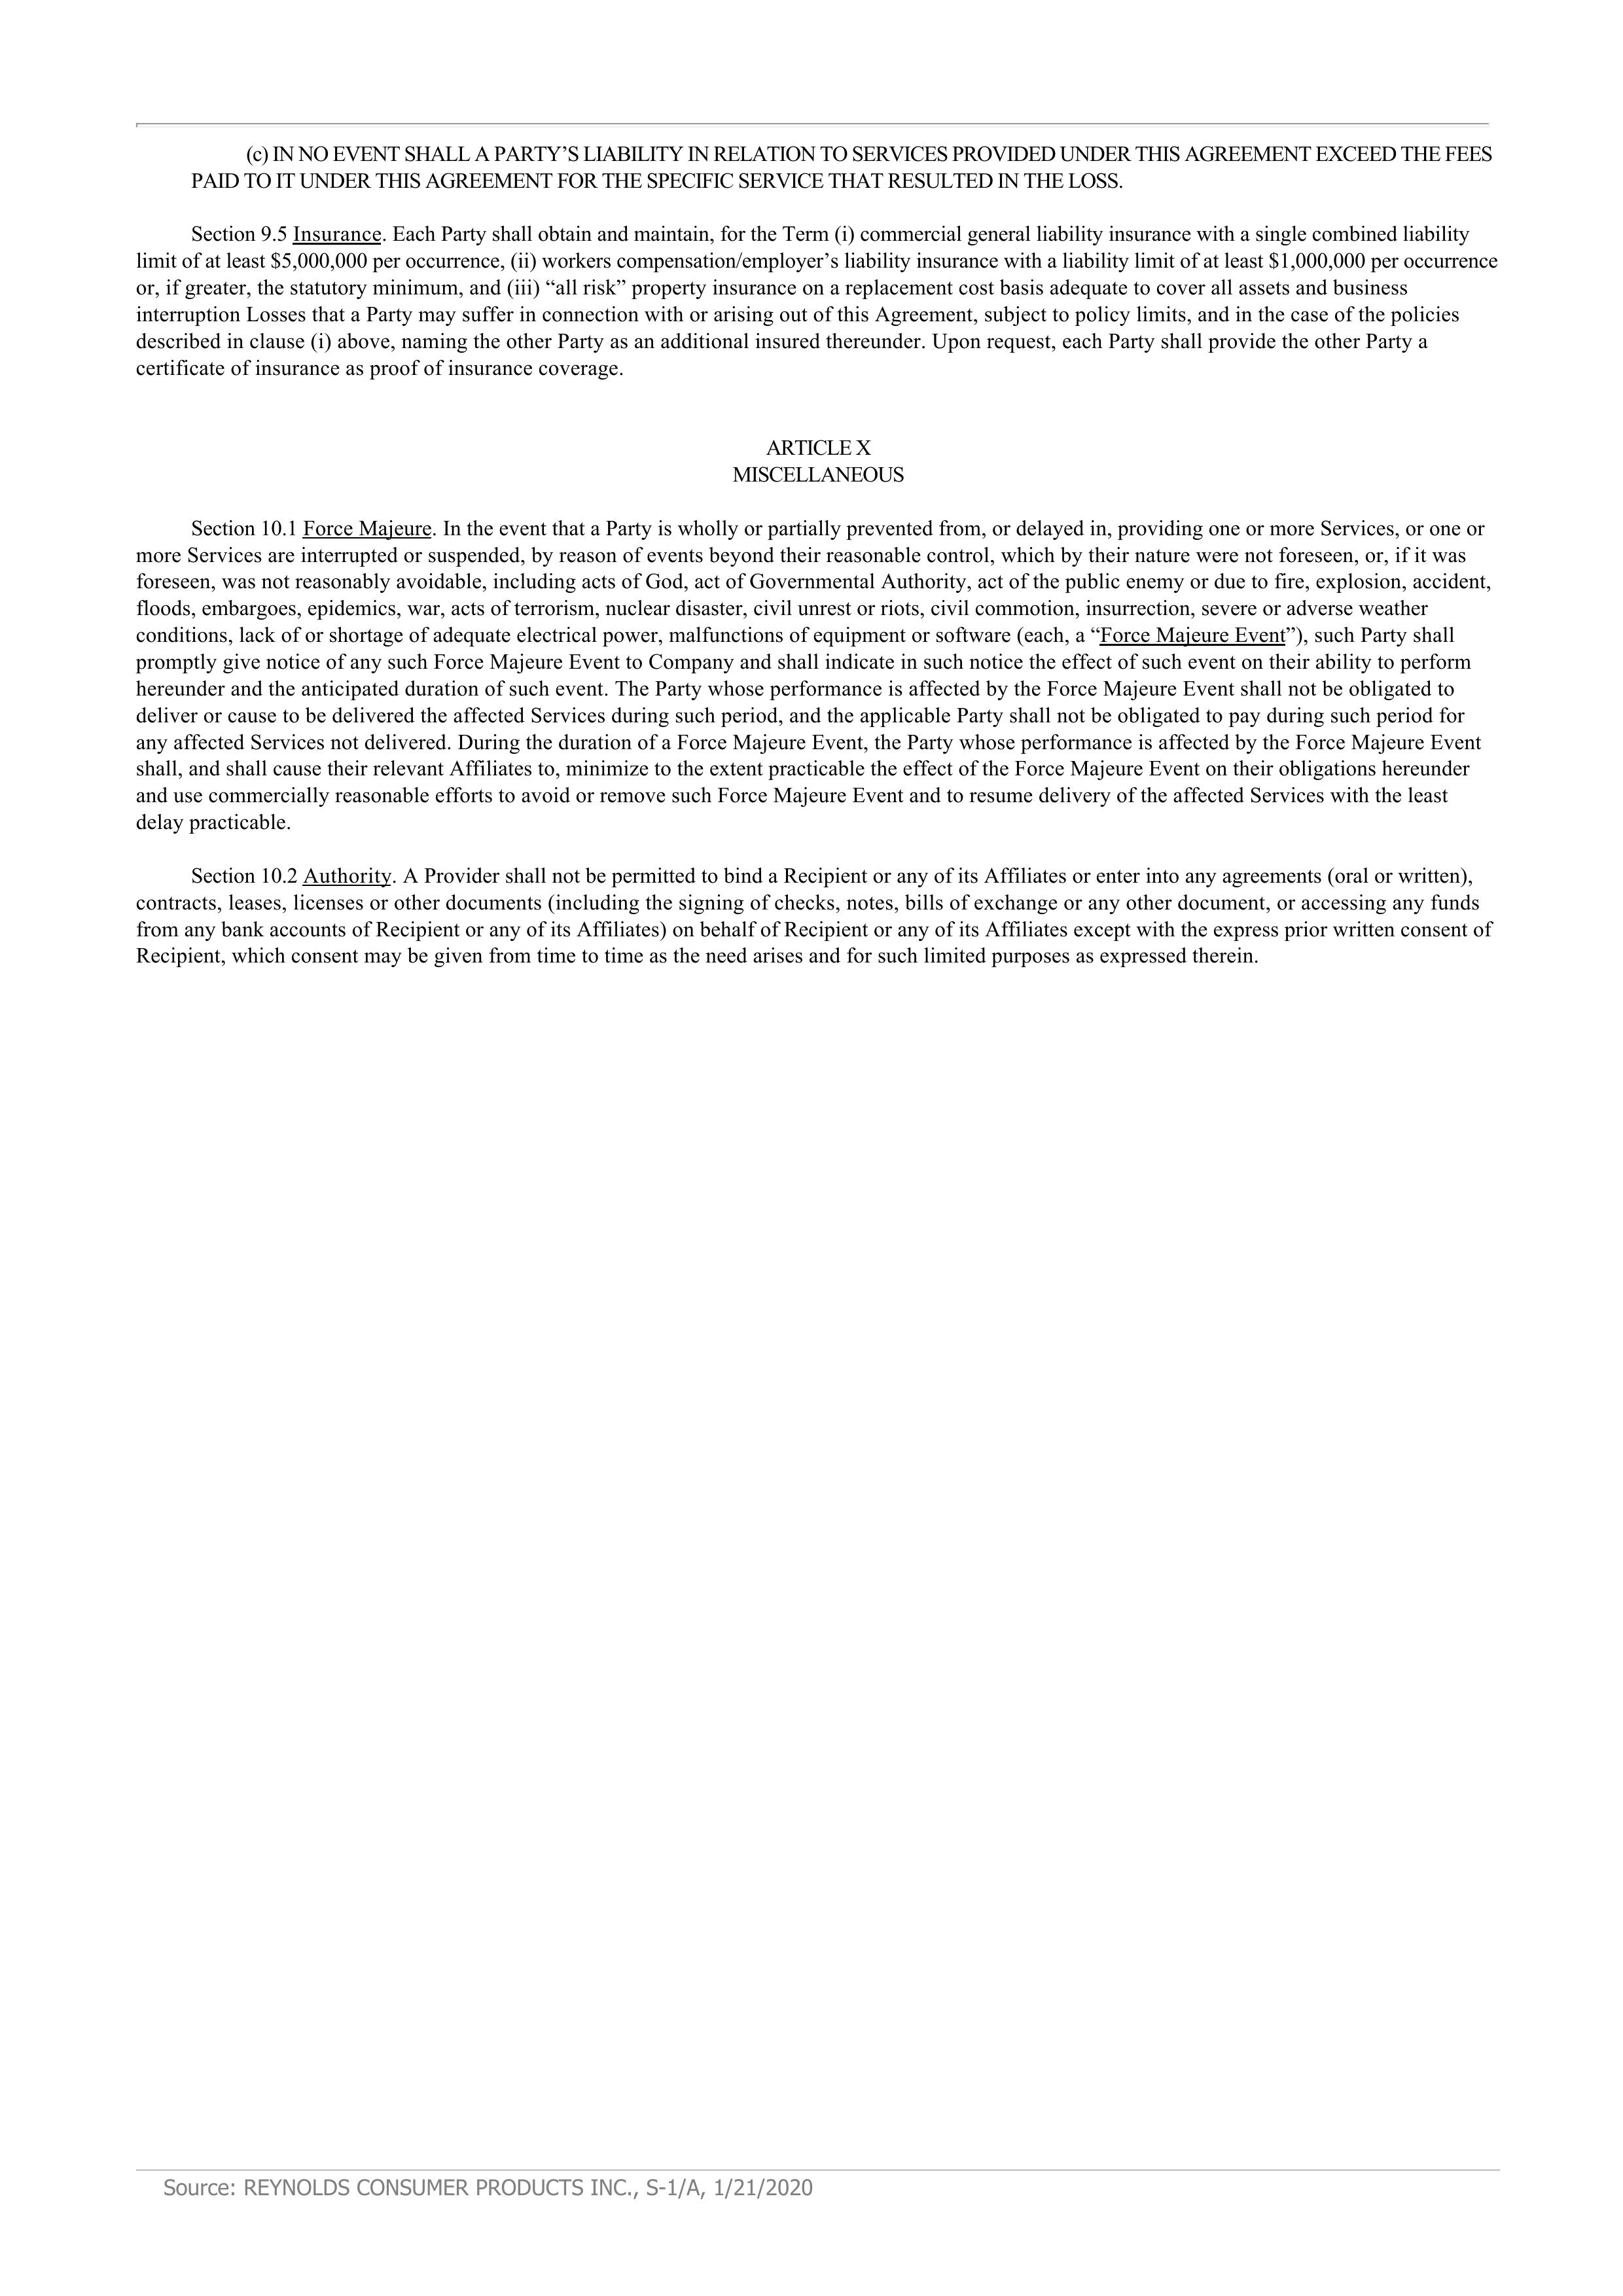 (c) IN NO EVENT SHALL A PARTY’S LIABILITY IN RELATION TO SERVICES PROVIDED UNDER THIS AGREEMENT EXCEED THE FEES
PAID TO IT UNDER THIS AGREEMENT FOR THE SPECIFIC SERVICE THAT RESULTED IN THE LOSS.
Section 9.5 Insurance. Each Party shall obtain and maintain, for the Term (i) commercial general liability insurance with a single combined liability
limit of at least $5,000,000 per occurrence, (ii) workers compensation/employer’s liability insurance with a liability limit of at least $1,000,000 per occurrence
or, if greater, the statutory minimum, and (iii) “all risk” property insurance on a replacement cost basis adequate to cover all assets and business
interruption Losses that a Party may suffer in connection with or arising out of this Agreement, subject to policy limits, and in the case of the policies
described in clause (i) above, naming the other Party as an additional insured thereunder. Upon request, each Party shall provide the other Party a
certificate of insurance as proof of insurance coverage.
ARTICLE X
MISCELLANEOUS
Section 10.1 Force Majeure. In the event that a Party is wholly or partially prevented from, or delayed in, providing one or more Services, or one or
more Services are interrupted or suspended, by reason of events beyond their reasonable control, which by their nature were not foreseen, or, if it was
foreseen, was not reasonably avoidable, including acts of God, act of Governmental Authority, act of the public enemy or due to fire, explosion, accident,
floods, embargoes, epidemics, war, acts of terrorism, nuclear disaster, civil unrest or riots, civil commotion, insurrection, severe or adverse weather
conditions, lack of or shortage of adequate electrical power, malfunctions of equipment or software (each, a “Force Majeure Event”), such Party shall
promptly give notice of any such Force Majeure Event to Company and shall indicate in such notice the effect of such event on their ability to perform
hereunder and the anticipated duration of such event. The Party whose performance is affected by the Force Majeure Event shall not be obligated to
deliver or cause to be delivered the affected Services during such period, and the applicable Party shall not be obligated to pay during such period for
any affected Services not delivered. During the duration of a Force Majeure Event, the Party whose performance is affected by the Force Majeure Event
shall, and shall cause their relevant Affiliates to, minimize to the extent practicable the effect of the Force Majeure Event on their obligations hereunder
and use commercially reasonable efforts to avoid or remove such Force Majeure Event and to resume delivery of the affected Services with the least
delay practicable.
Section 10.2 Authority. A Provider shall not be permitted to bind a Recipient or any of its Affiliates or enter into any agreements (oral or written),
contracts, leases, licenses or other documents (including the signing of checks, notes, bills of exchange or any other document, or accessing any funds
from any bank accounts of Recipient or any of its Affiliates) on behalf of Recipient or any of its Affiliates except with the express prior written consent of
Recipient, which consent may be given from time to time as the need arises and for such limited purposes as expressed therein.
Source: REYNOLDS CONSUMER PRODUCTS INC., S-1/A, 1/21/2020